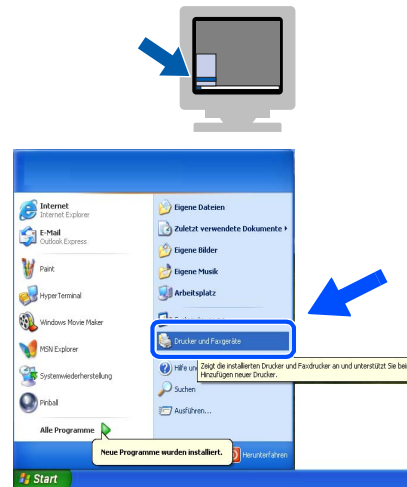 Internet
Internet Explorer
E-Mail
Outlook Express
Paint
HyperTerminal
Windows Movie Maker
MSN Explorer
Systemwiederherstellung
Pinball
Alle Programme
Eigene Dateien
Zuletzt verwendete Dokumente
Eigene Bilder
Eigene Musik
Arbeitsplatz
Drucker und Faxgeräte
Hilfe un
Zeigt die installierten Drucker und Faxdrucker an und unterstützt Sie bei
Hinzufügen neuer Drucker.
Suchen
Ausführen...
Neue Programme wurden installiert.
Herunterfahren
Start